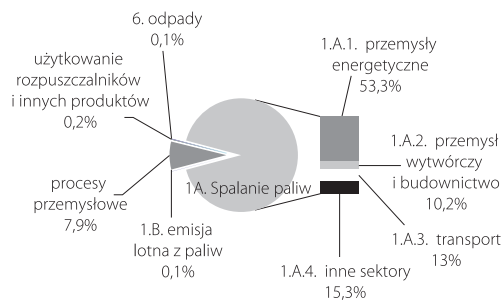 6. odpady
0,1%
użytkowanie
rozpuszczalników
i innych produktów
0,2%
procesy
przemysłowe
7,9%
1.B. emisja
lotna z paliw
0,1%
1A. Spalanie paliw
1.A.1. przemysły
energetyczne
53,3%
1.A.2. przemysł
wytwórczy
i budownictwo
10,2%
1.A.3. transport
13%
1.A.4. inne sektory
15,3%